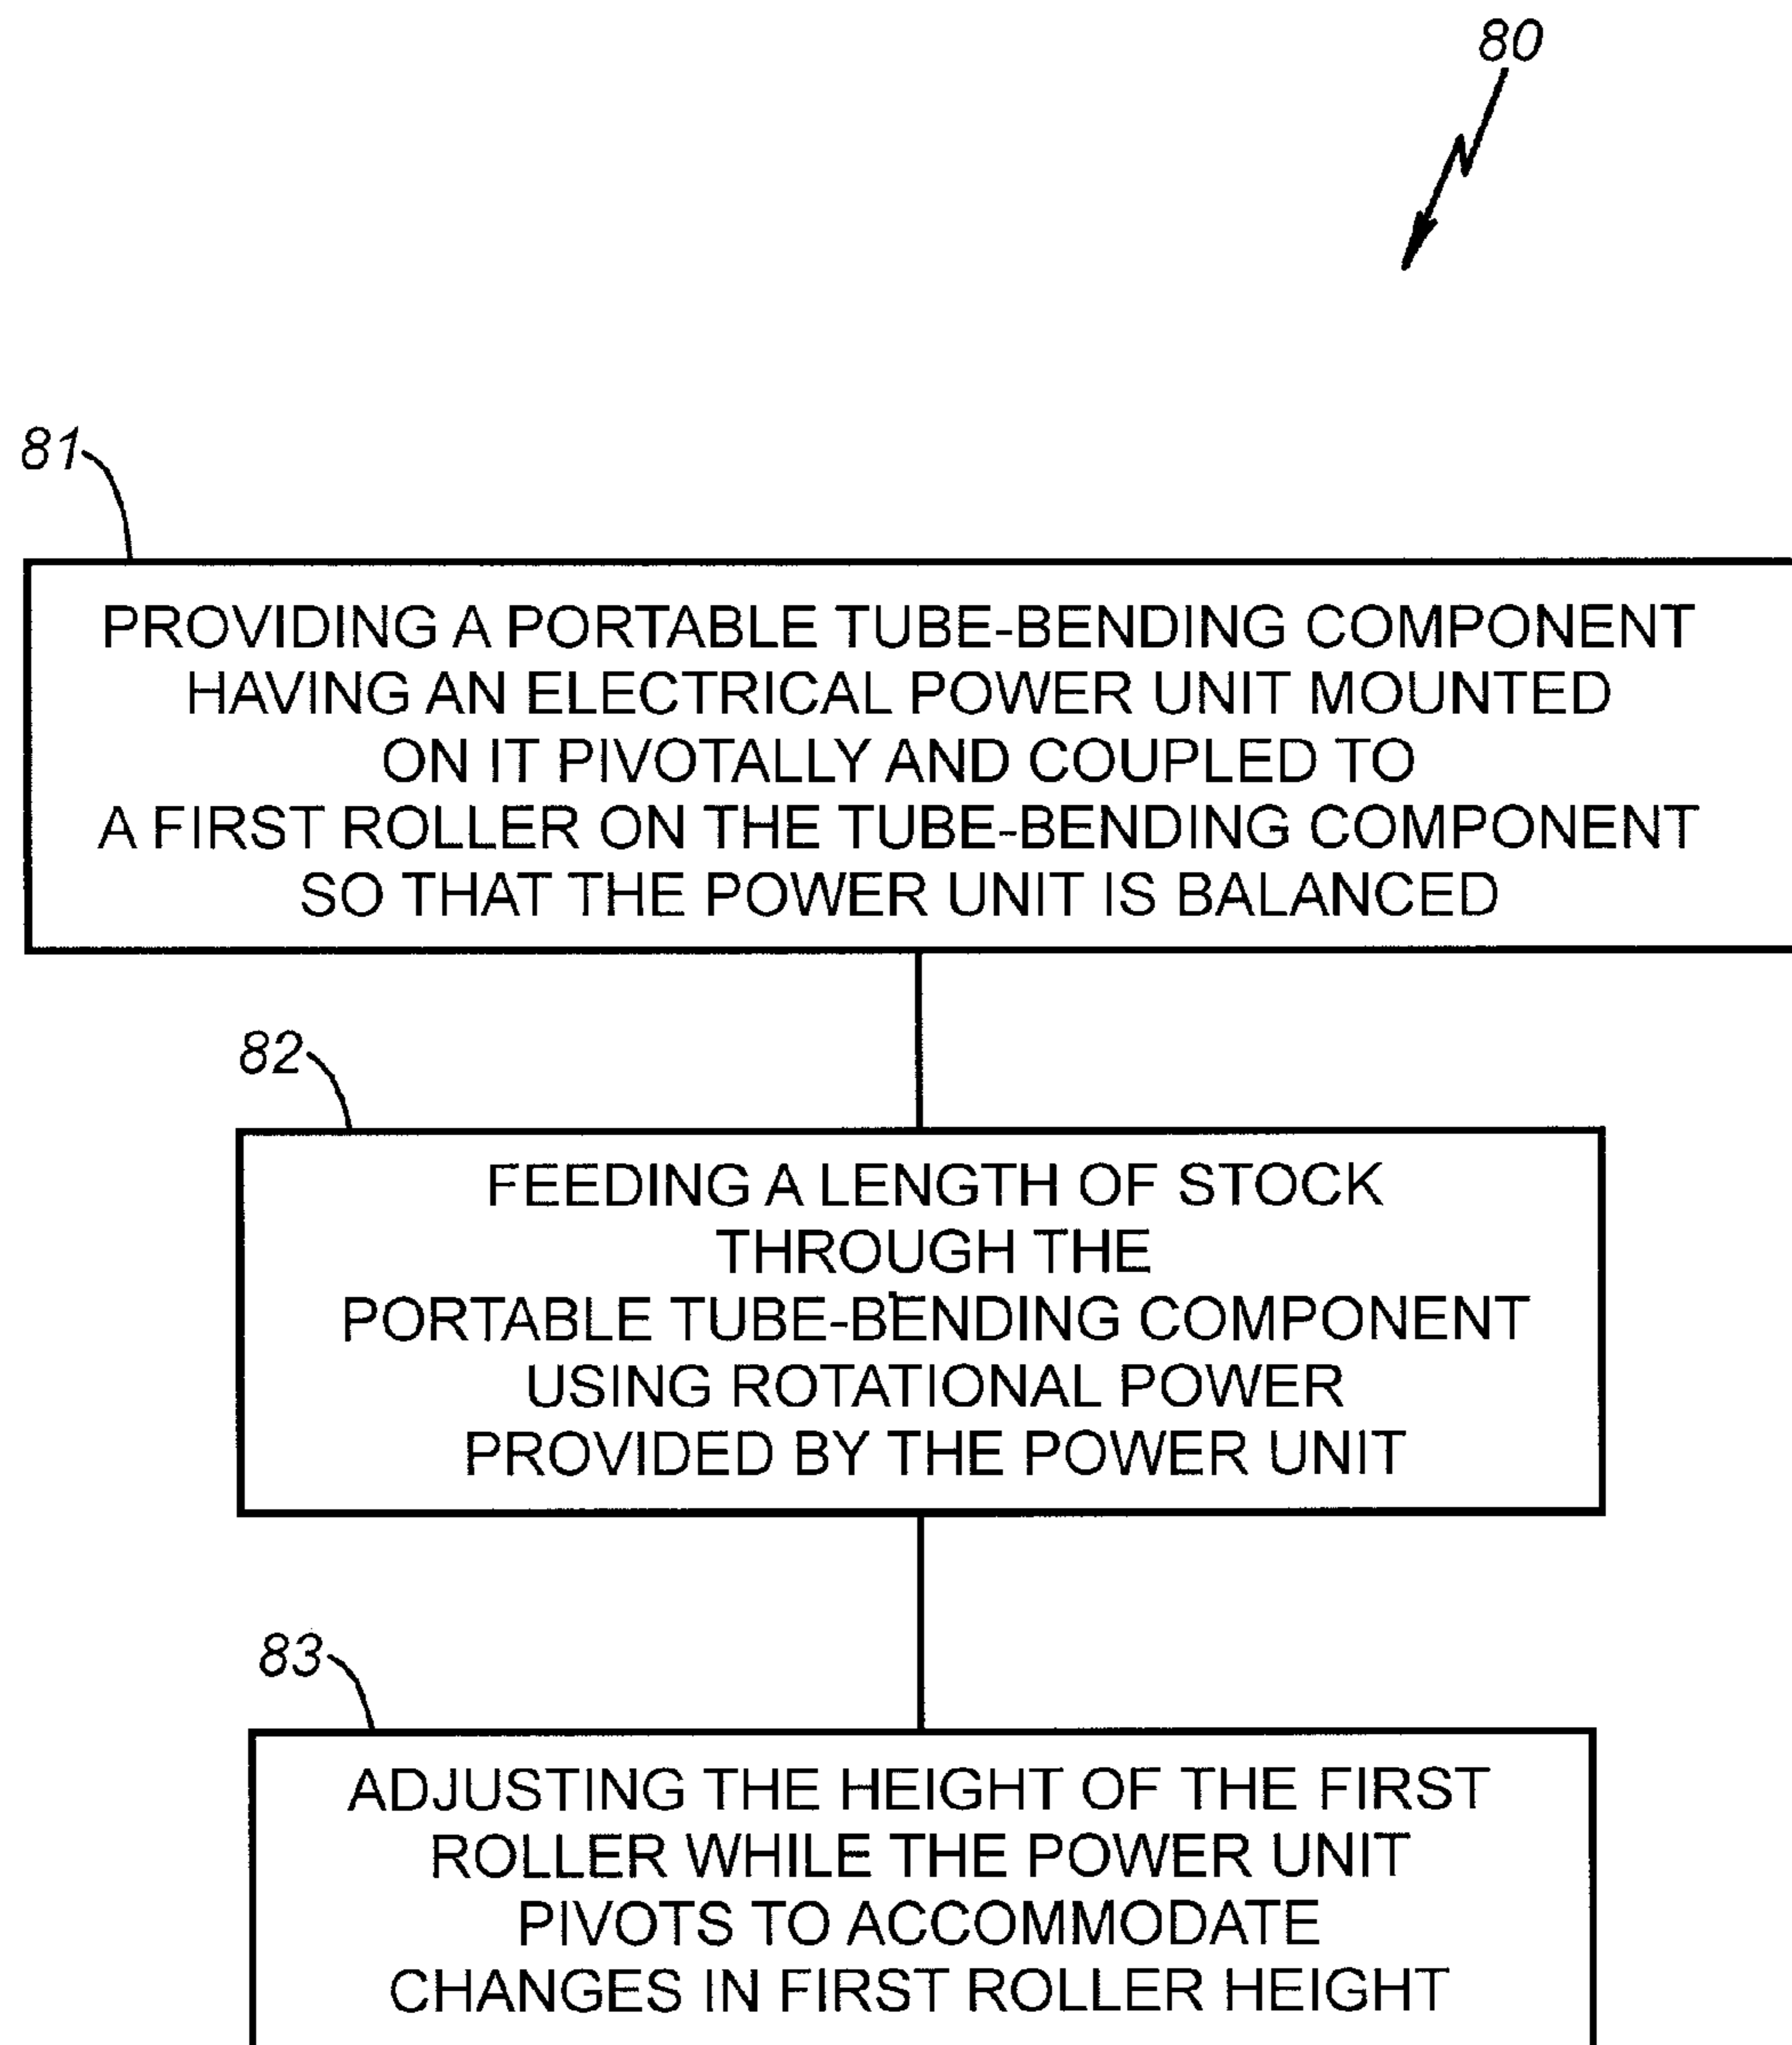 80
81
PROVIDING A PORTABLE TUBE-BENDING COMPONENT
HAVING AN ELECTRICAL POWER UNIT MOUNTED
ON IT PIVOTALLY AND COUPLED TO
A FIRST ROLLER ON THE TUBE-BENDING COMPONENT
SO THAT THE POWER UNIT IS BALANCED
82
FEEDING A LENGTH OF STOCK
THROUGH THE
PORTABLE TUBE-BENDING COMPONENT
USING ROTATIONAL POWER
PROVIDED BY THE POWER UNIT
83
ADJUSTING THE HEIGHT OF THE FIRST
ROLLER WHILE THE POWER UNIT
PIVOTS TO ACCOMMODATE
CHANGES IN FIRST ROLLER HEIGHT